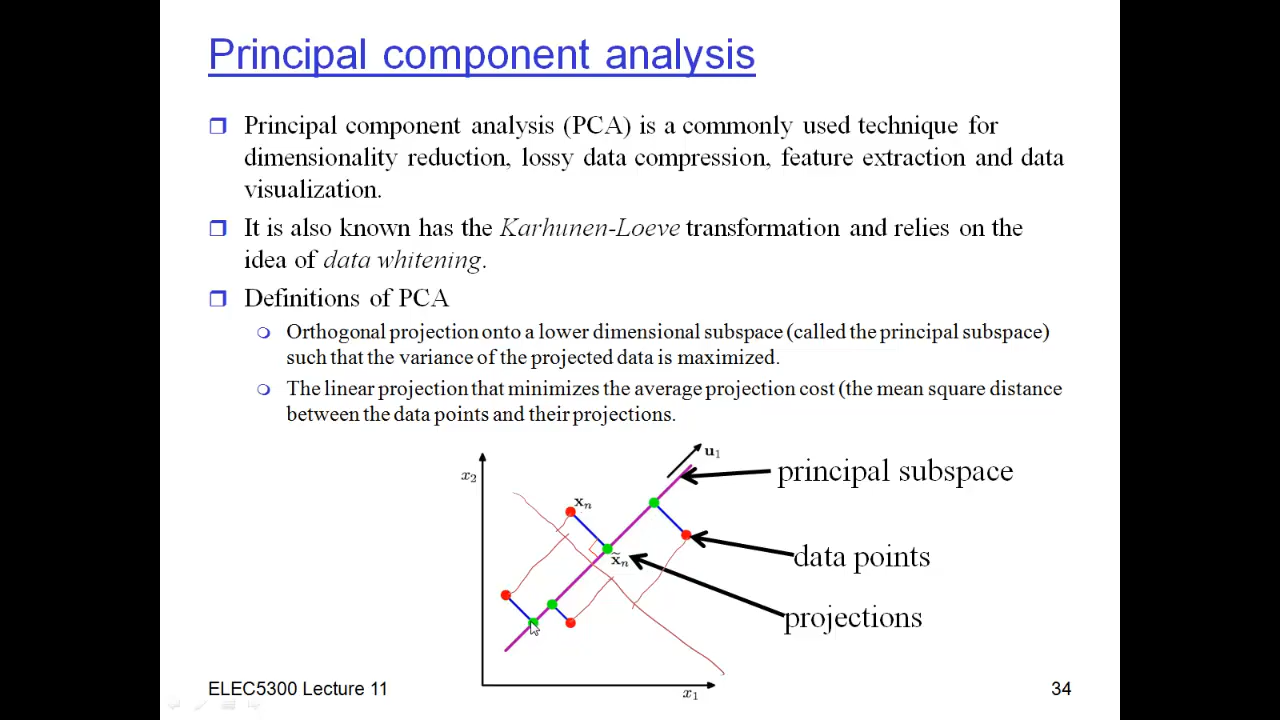 Principal component analysis
Principal component analysis (PCA) is a commonly used technique for
dimensionality reduction, lossy data compression, feature extraction and data
visualization.
It is also known has the Karhunen-Loeve transformation and relies on the
idea of data whitening.
Definitions of PCA
Orthogonal projection onto a lower dimensional subspace (called the principal subspace)
such that the variance of the projected data is maximized.
The linear projection that minimizes the average projection cost (the mean square distance
between the data points and their projections.
x₂
u₁
principal subspace
xₙ
x̃ₙ
data points
projections
x₁
ELEC5300 Lecture 11
34